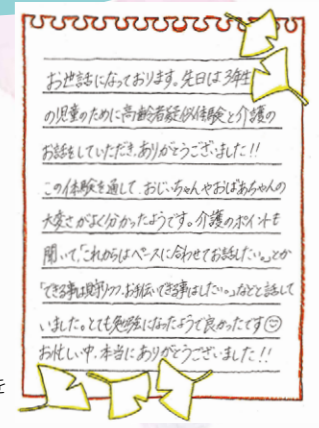 お世話になっております。先日は3年生
の児童のために高齢者疑似体験と介護の
お話をしていただき、ありがとうございました!!
この体験を通して、おじいちゃんやおばあちゃんの
大変さがよく分かったようです。介護のポイントも
聞いて、「これからはペースに合わせてお話したい。」とか
「できる事は見守りつつ、お手伝いできる事はしたい。」などと話して
いました。とても勉強になったようで良かったです☺
お忙しい中、本当にありがとうございました!!
を